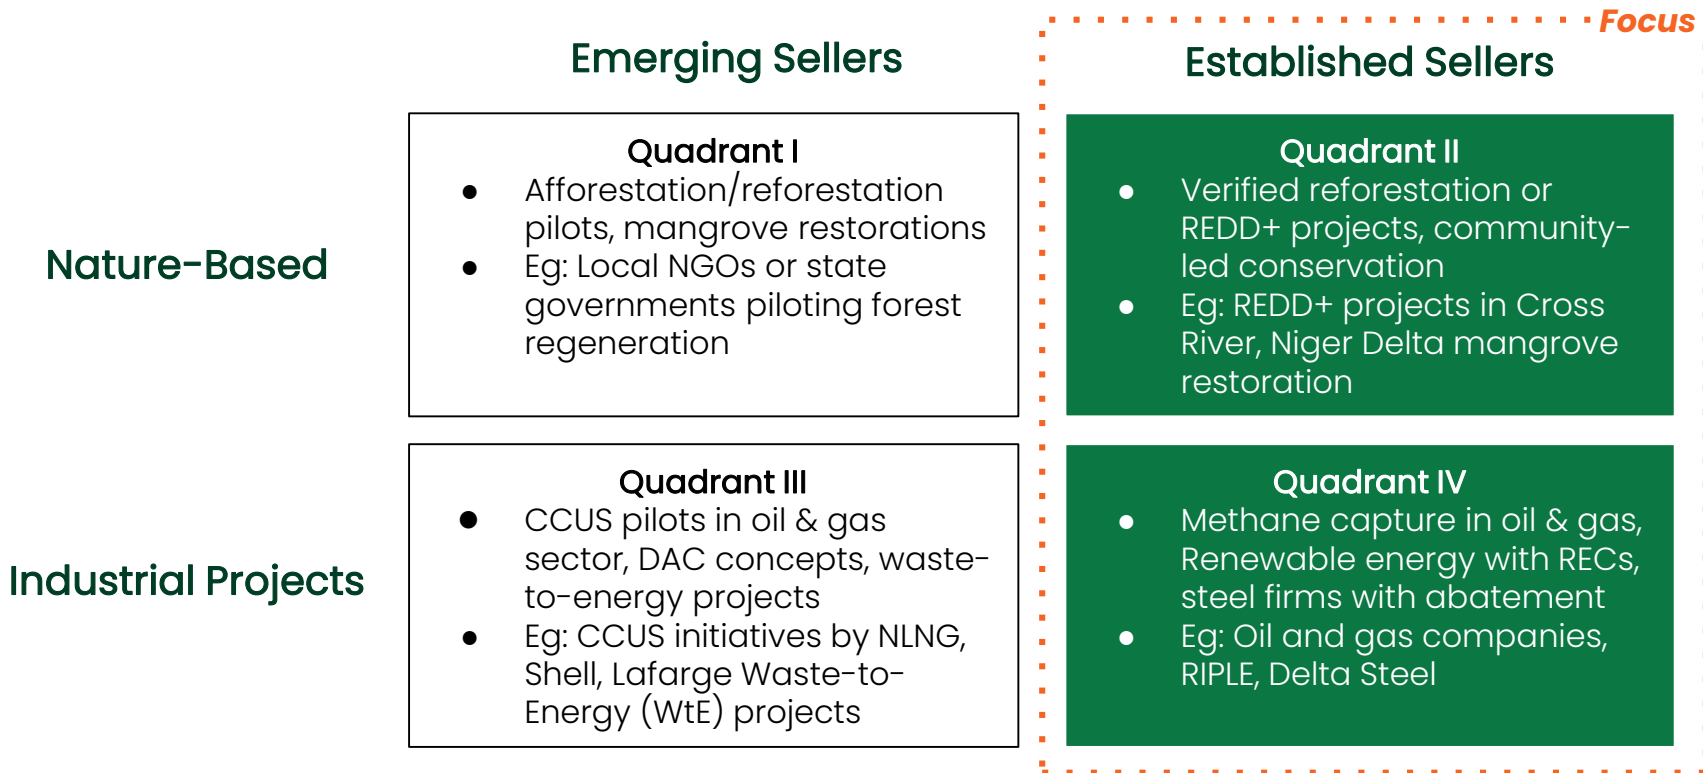 Focus
Emerging Sellers
Established Sellers
Nature-Based
Quadrant I
● Afforestation/reforestation
pilots, mangrove restorations
● Eg: Local NGOs or state
governments piloting forest
regeneration
Quadrant II
● Verified reforestation or
REDD+ projects, community-
led conservation
● Eg: REDD+ projects in Cross
River, Niger Delta mangrove
restoration
Industrial Projects
Quadrant III
● CCUS pilots in oil & gas
sector, DAC concepts, waste-
to-energy projects
● Eg: CCUS initiatives by NLNG,
Shell, Lafarge Waste-to-
Energy (WtE) projects
Quadrant IV
● Methane capture in oil & gas,
Renewable energy with RECs,
steel firms with abatement
● Eg: Oil and gas companies,
RIPLE, Delta Steel